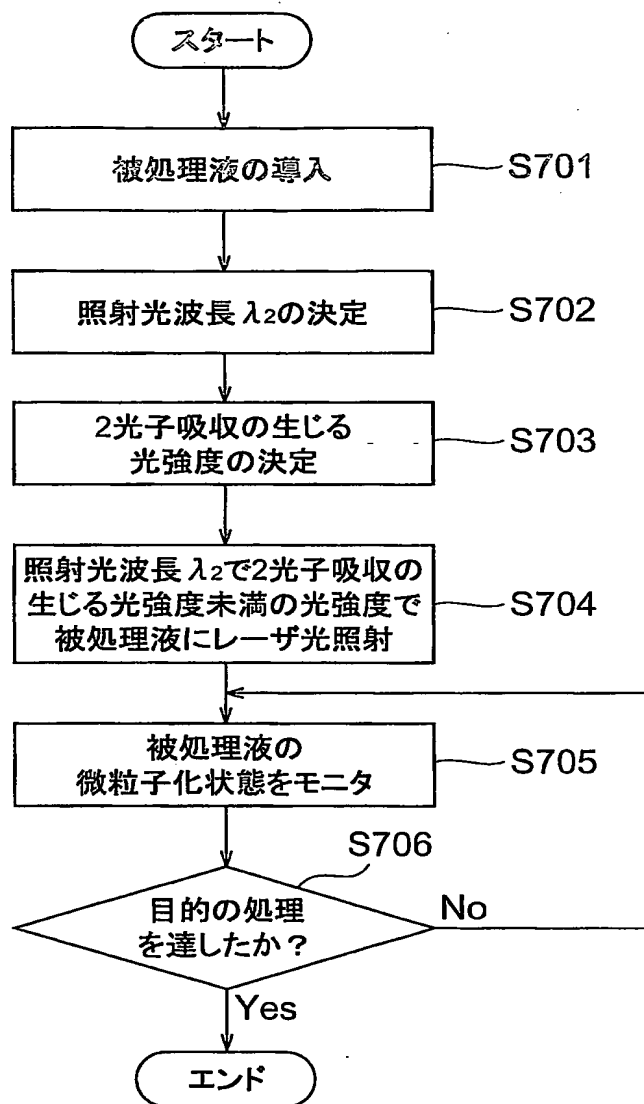 スタート
被処理液の導入
S701
照射光波長λ₂の決定
S702
2光子吸収の生じる
光強度の決定
S703
照射光波長λ₂で2光子吸収の
生じる光強度未満の光強度で
被処理液にレーザ光照射
S704
被処理液の
微粒子化状態をモニタ
S705
S706
目的の処理
を達したか？
No
Yes
エンド